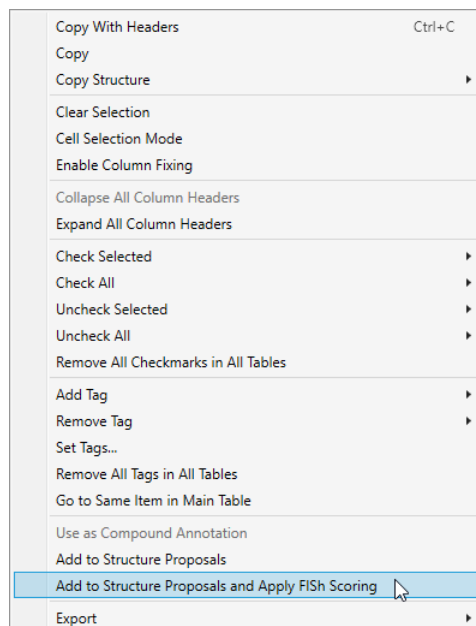 Copy With Headers Ctrl+C
Copy
Copy Structure
Clear Selection
Cell Selection Mode
Enable Column Fixing
Collapse All Column Headers
Expand All Column Headers
Check Selected
Check All
Uncheck Selected
Uncheck All
Remove All Checkmarks in All Tables
Add Tag
Remove Tag
Set Tags...
Remove All Tags in All Tables
Go to Same Item in Main Table
Use as Compound Annotation
Add to Structure Proposals
Add to Structure Proposals and Apply FISh Scoring
Export